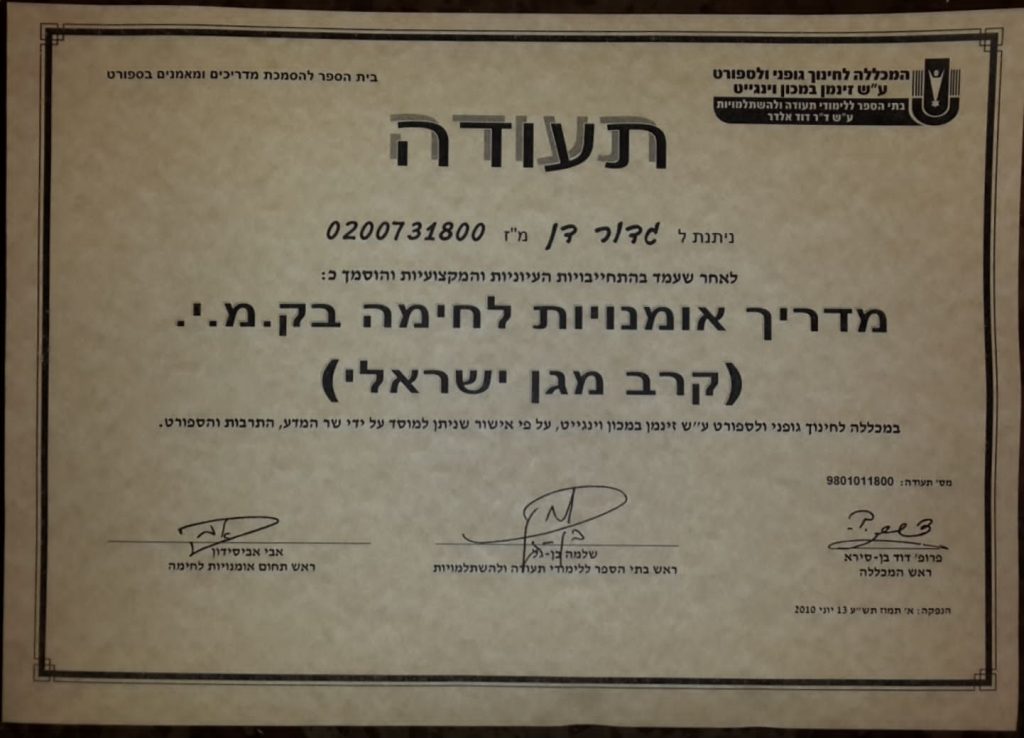 המכללה לחינוך גופני ולספורט
ע״ש זינמן במכון וינגייט
בתי הספר ללימודי תעודה ולהשתלמויות
ע״ש ד״ר דוד אלדר
בית הספר להסמכת מדריכים ומאמנים בספורט
תעודה
ניתנת ל גדור דן מ"ז 0200731800
לאחר שעמד בהתחייבויות העיוניות והמקצועיות והוסמך כ:
מדריך אומנויות לחימה בק.מ.י.
(קרב מגן ישראלי)
במכללה לחינוך גופני ולספורט ע״ש זינמן במכון וינגייט, על פי אישור שניתן למוסד על ידי שר המדע, התרבות והספורט.
מס׳ תעודה: 9801011800
פרופ׳ דוד בן-סירא
ראש המכללה
שלמה בן-גל
ראש בתי הספר ללימודי תעודה ולהשתלמויות
אבי אביסידון
ראש תחום אומנויות לחימה
הנפקה: א׳ תמוז תש״ע 13 יוני 2010